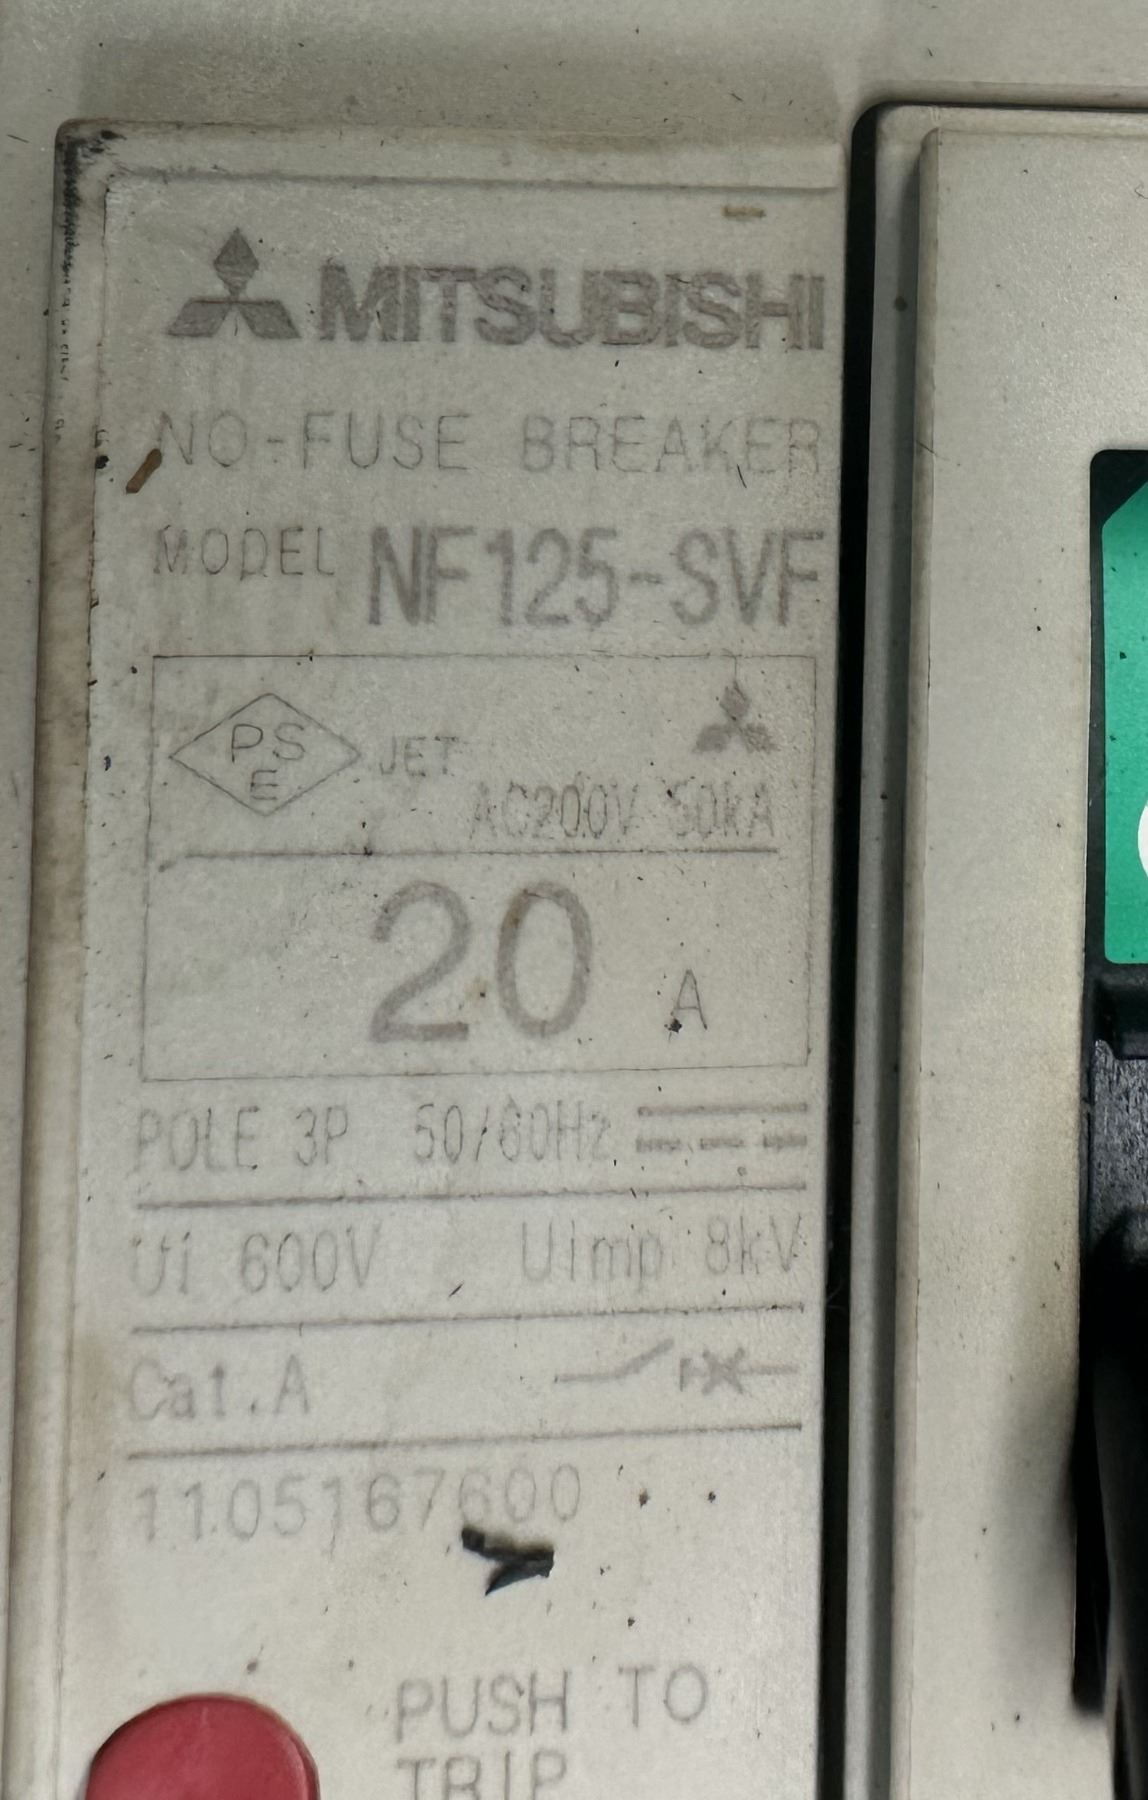 MITSUBISHI
NO-FUSE BREAKER
MODEL NF125-SVF
PS
E
JET
AC200V 50kA
20 A
POLE 3P 50/60Hz
Ui 600V Uimp 8kV
Cat.A
1105167600
PUSH TO
TRIP